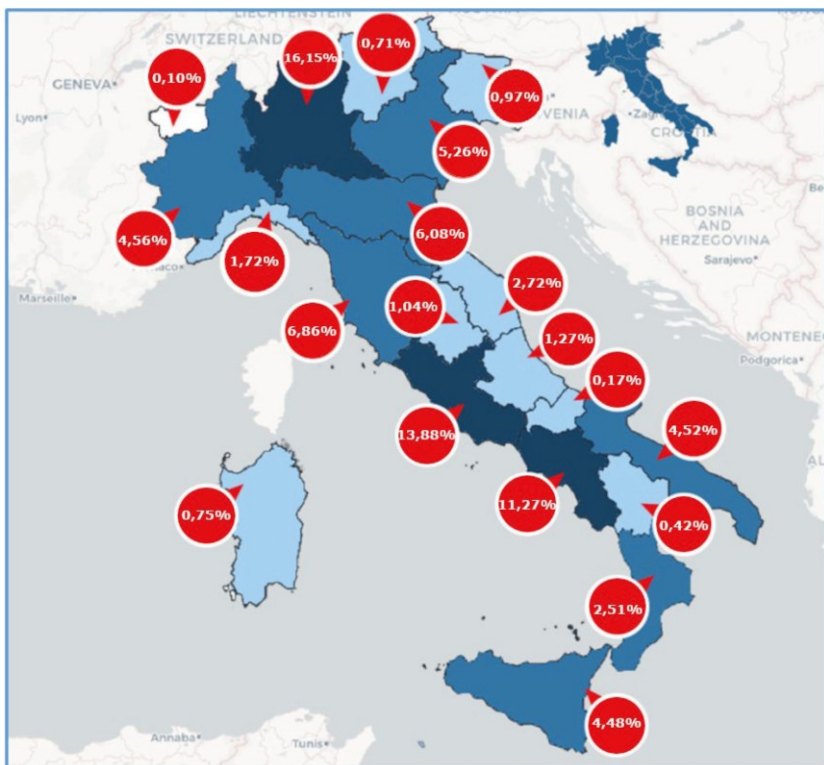 LIECHTENSTEIN
SWITZERLAND
0,71%
16,15%
0,10%
GENEVA
0,97%
Lyon
5,26%
CROATIA
4,56%
6,08%
1,72%
BOSNIA
AND
HERZEGOVINA
Sarajevo
Marseille
2,72%
1,04%
6,86%
1,27%
MONTENEG
Podgorica
0,17%
13,88%
4,52%
11,27%
0,75%
0,42%
2,51%
4,48%
Annaba
Tunis